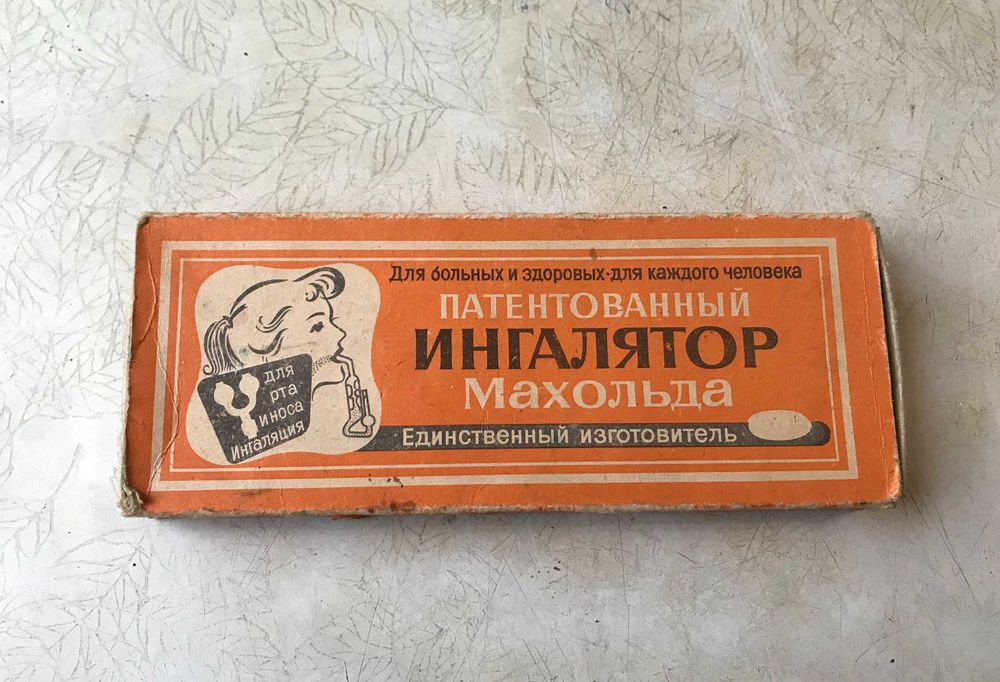 Для больных и здоровых-для каждого человека
ПАТЕНТОВАННЫЙ
ИНГАЛЯТОР
Махольда
Единственный изготовитель
для
рта
и носа
Ингаляция